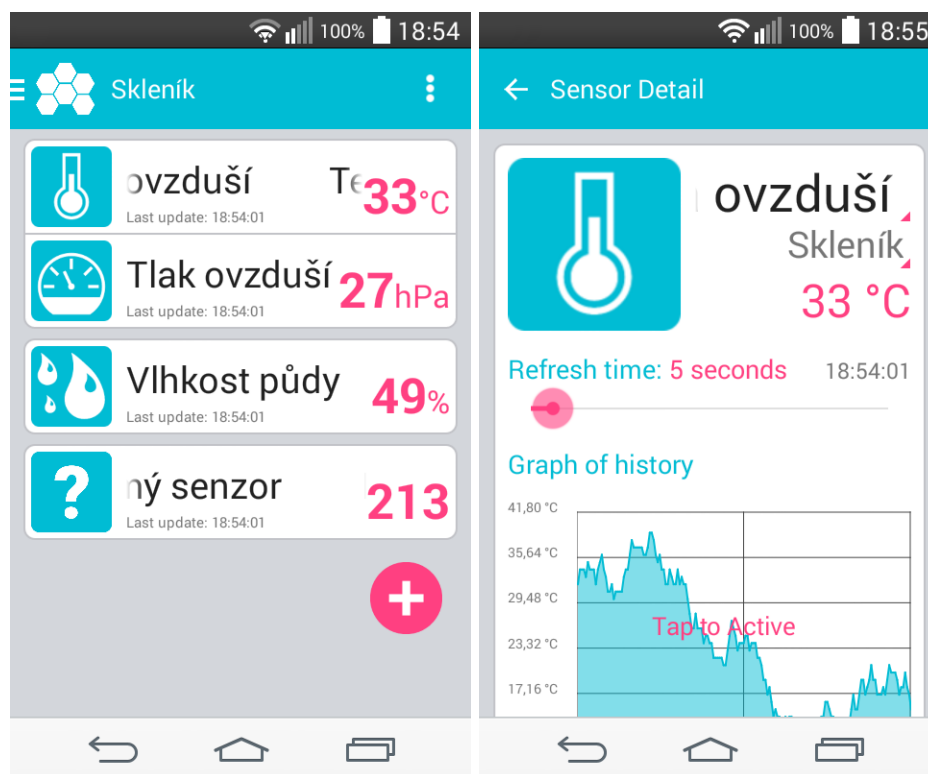 100% 18:54
Skleník
ovzduší 33°C
Last update: 18:54:01
Tlak ovzduší 27hPa
Last update: 18:54:01
Vlhkost půdy 49%
Last update: 18:54:01
ný senzor 213
Last update: 18:54:01
100% 18:55
Sensor Detail
ovzduší
Skleník
33 °C
Refresh time: 5 seconds 18:54:01
Graph of history
41,80 °C
35,64 °C
29,48 °C
Tap to Active
23,32 °C
17,16 °C